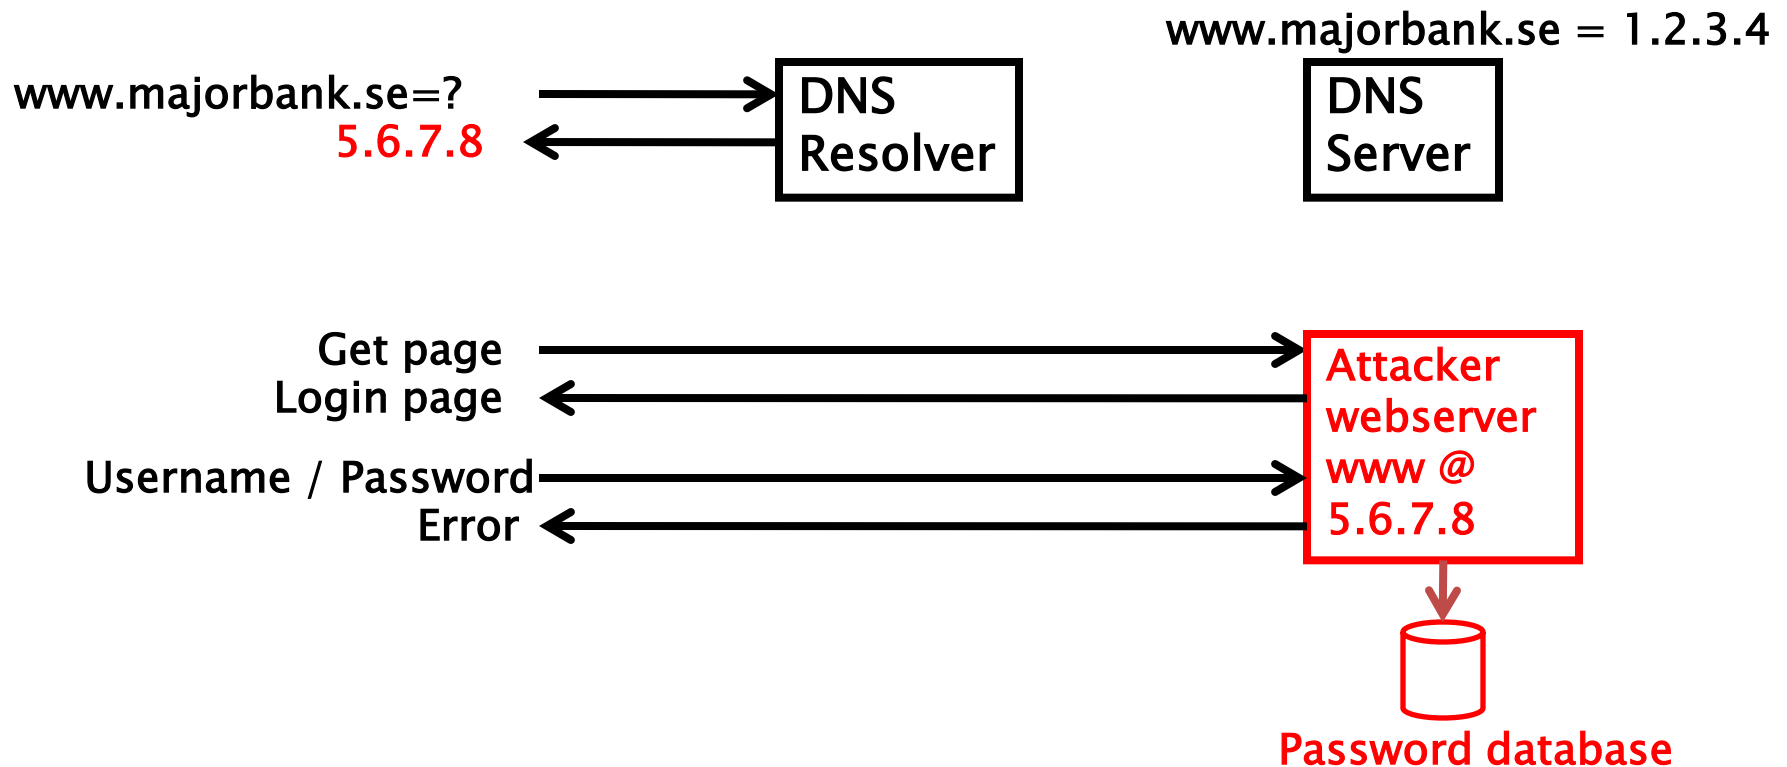 www.majorbank.se = 1.2.3.4
www.majorbank.se=?
5.6.7.8
DNS
Resolver
DNS
Server
Get page
Login page
Username / Password
Error
Attacker
webserver
www @
5.6.7.8
Password database